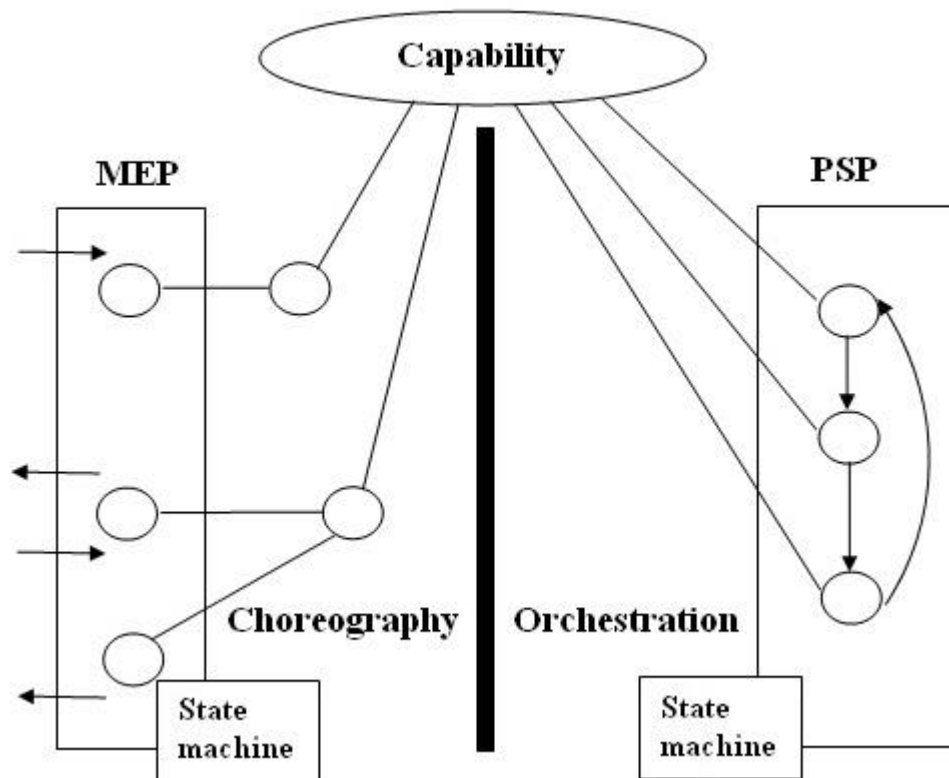 Capability
MEP
PSP
Choreography
Orchestration
State
machine
State
machine